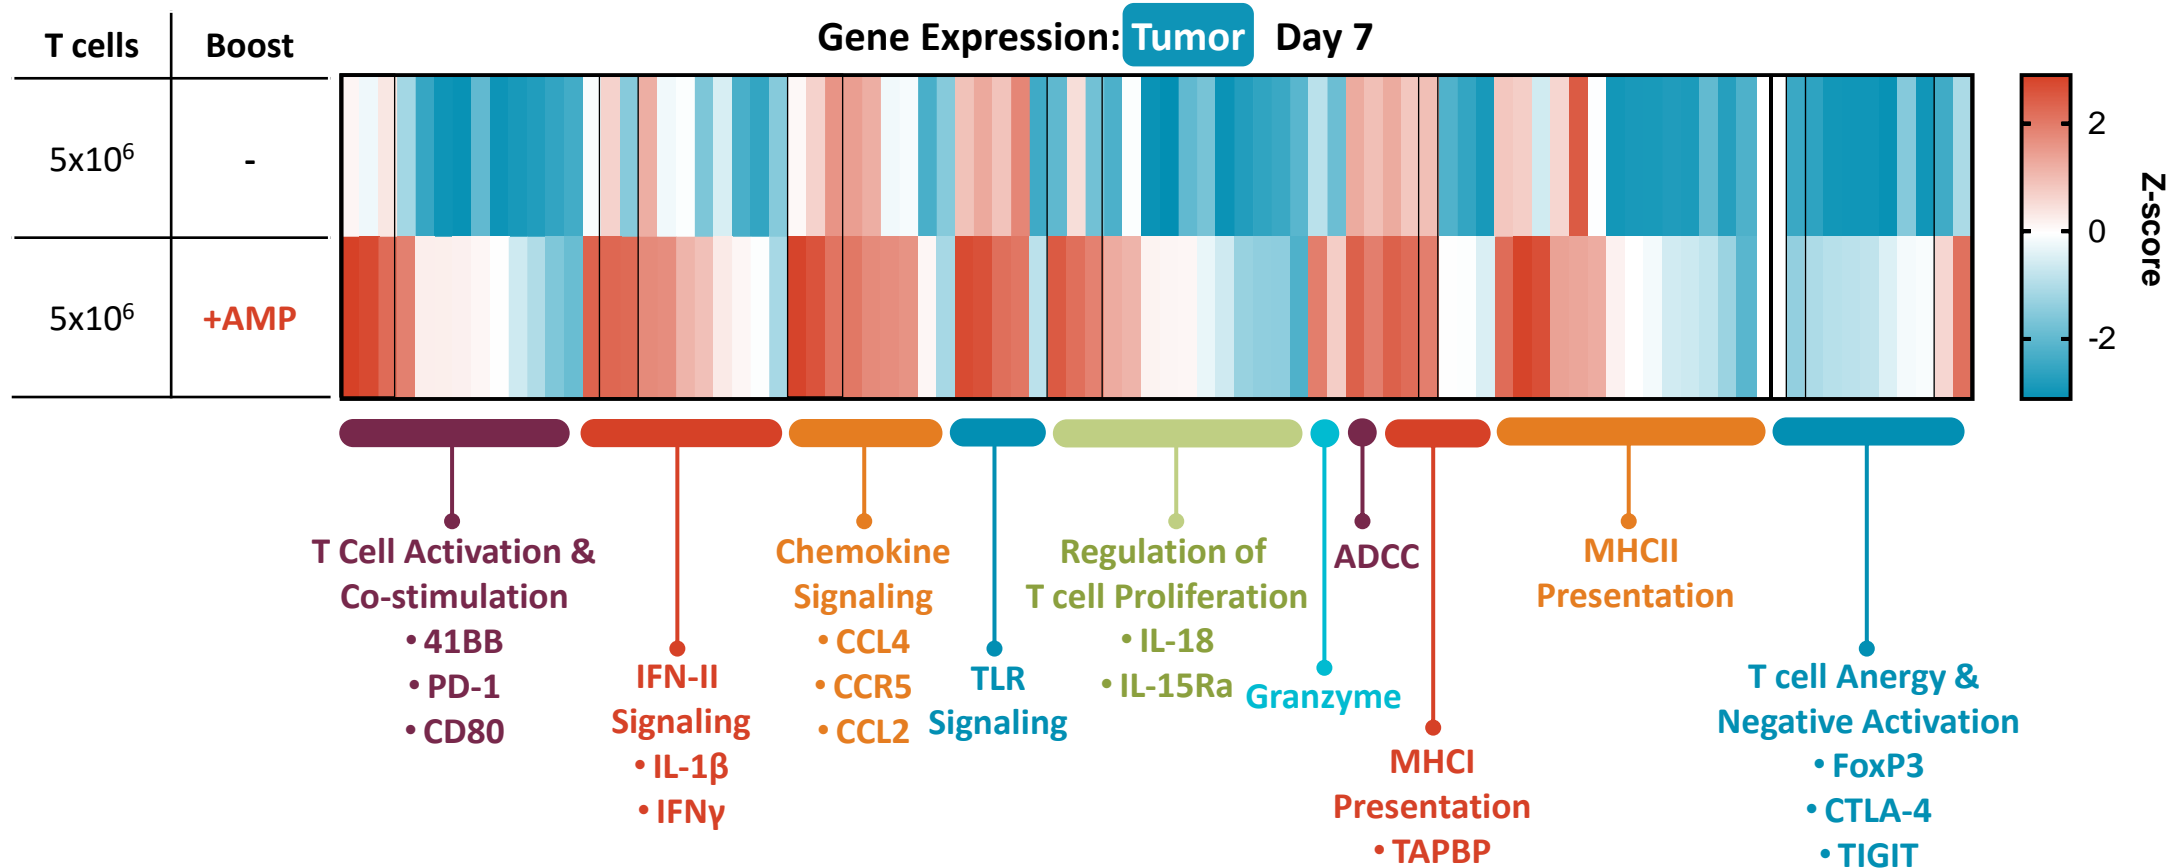 Gene Expression: Tumor Day 7
T cells Boost
5x10⁶ -
5x10⁶ +AMP
2
0
-2
Z-score
T Cell Activation &
Co-stimulation
• 41BB
• PD-1
• CD80
IFN-II
Signaling
• IL-1β
• IFNγ
Chemokine
Signaling
• CCL4
• CCR5
• CCL2
TLR
Signaling
Regulation of
T cell Proliferation
• IL-18
• IL-15Ra
Granzyme
ADCC
MHCI
Presentation
• TAPBP
MHCII
Presentation
T cell Anergy &
Negative Activation
• FoxP3
• CTLA-4
• TIGIT